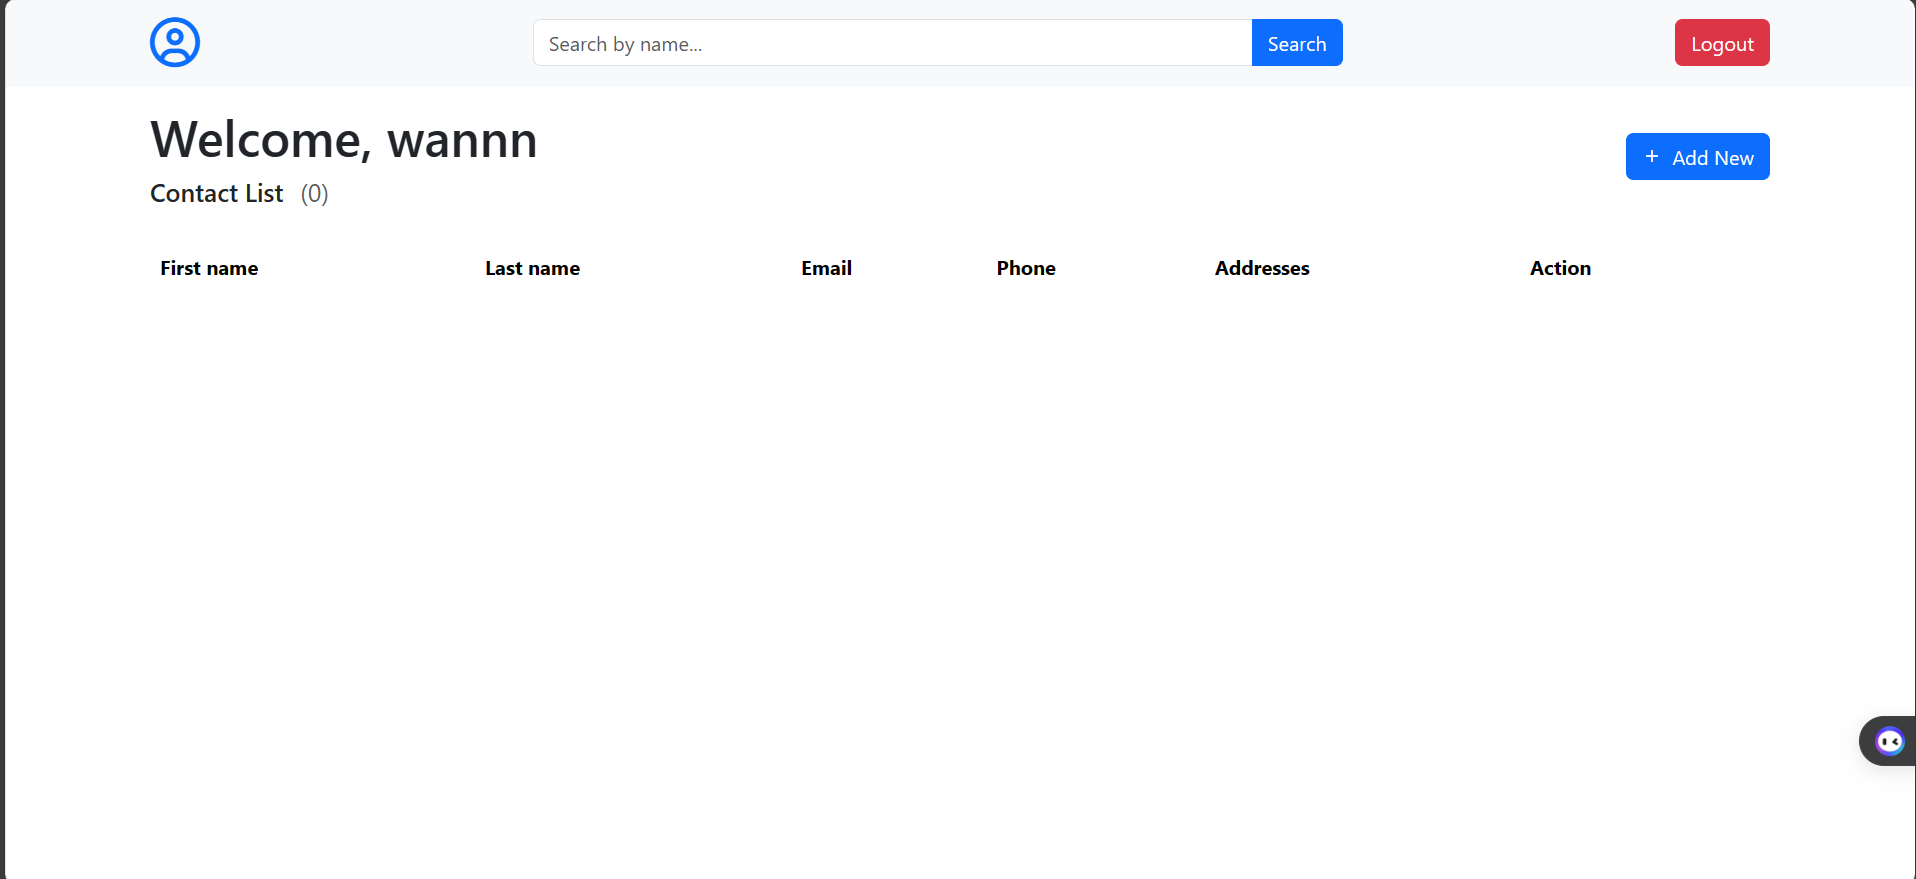 Search by name...
Search
Logout
Welcome, wannn
+ Add New
Contact List (0)
First name Last name Email Phone Addresses Action